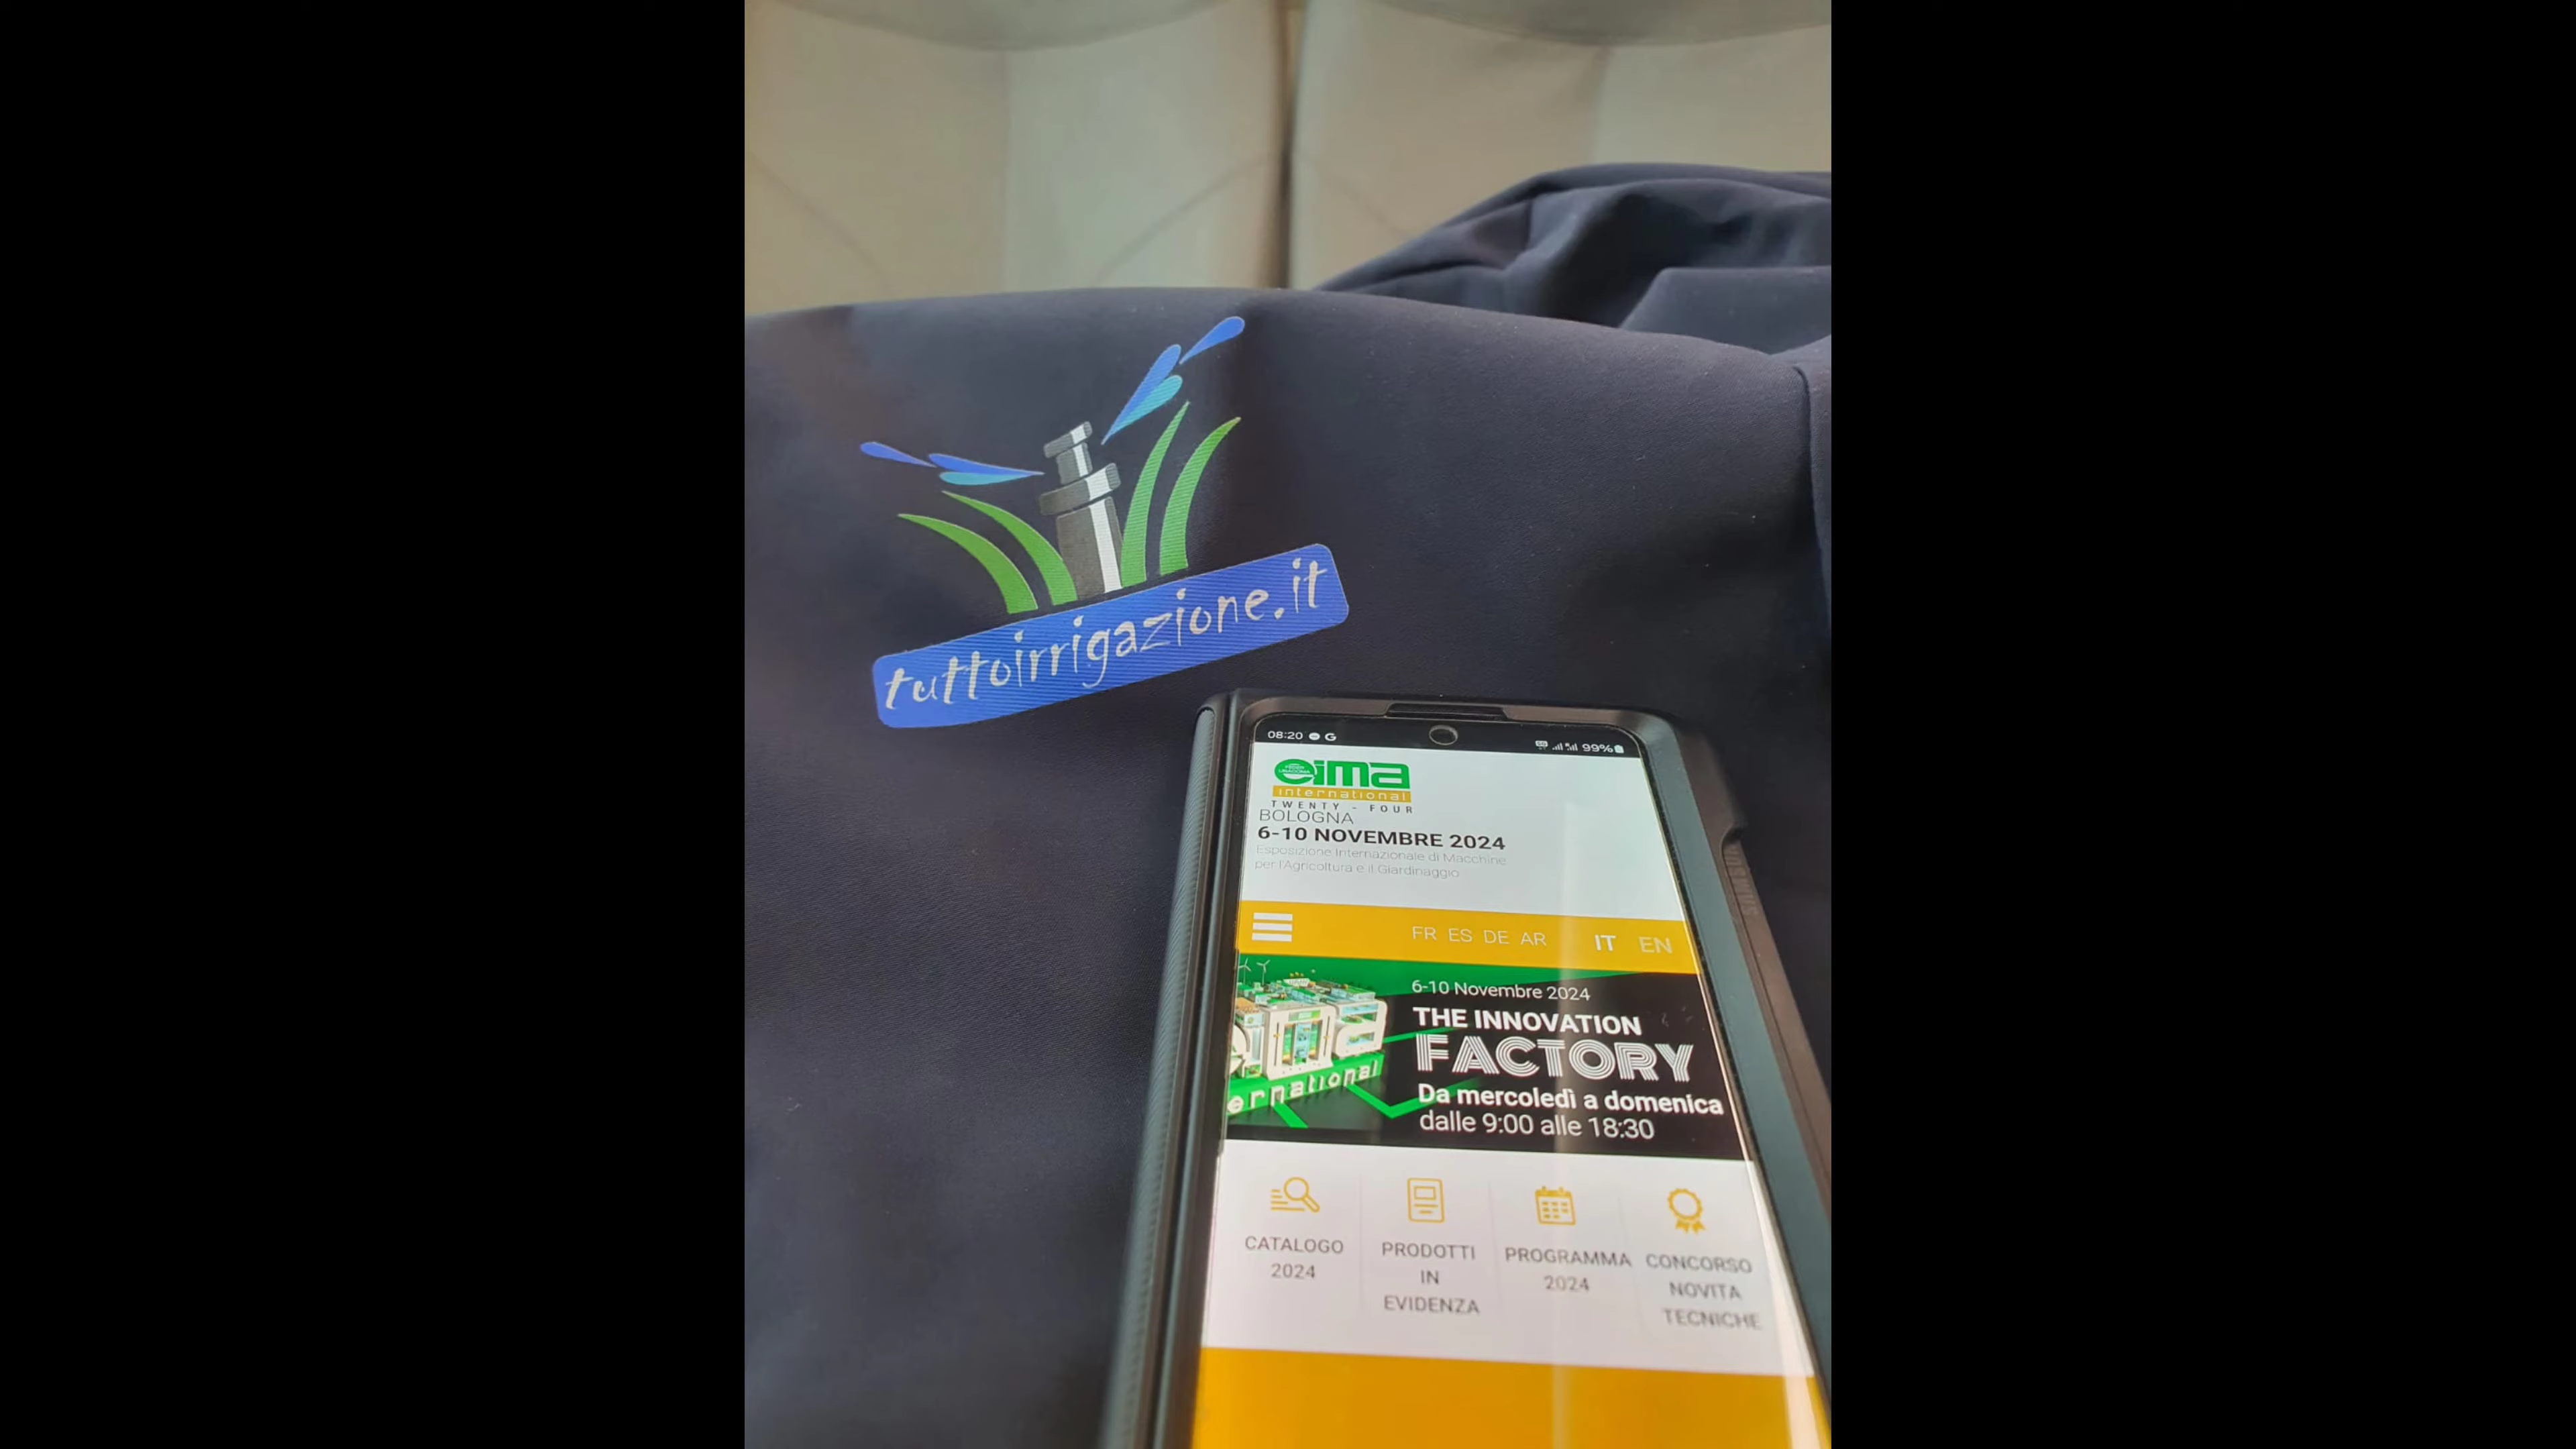 tuttoirrigazione.it
08:20
99%
eima
international
TWENTY - FOUR
BOLOGNA
6-10 NOVEMBRE 2024
Esposizione Internazionale di Macchine
per l'Agricoltura e il Giardinaggio
FR ES DE AR IT EN
6-10 Novembre 2024
THE INNOVATION
FACTORY
Da mercoledì a domenica
dalle 9:00 alle 18:30
ernational
CATALOGO
2024
PRODOTTI
IN
EVIDENZA
PROGRAMMA
2024
CONCORSO
NOVITA
TECNICHE